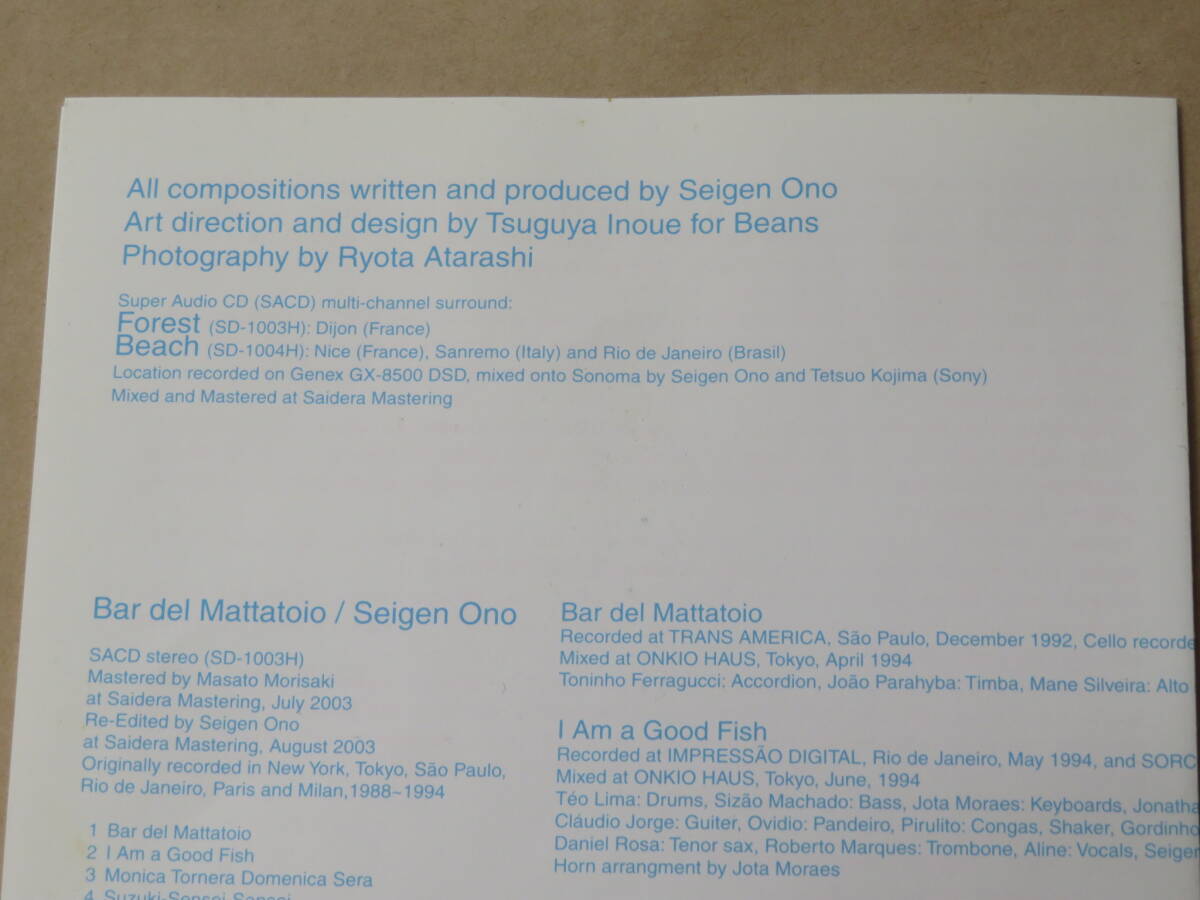 All compositions written and produced by Seigen Ono
Art direction and design by Tsuguya Inoue for Beans
Photography by Ryota Atarashi
Super Audio CD (SACD) multi-channel surround:
Forest (SD-1003H): Dijon (France)
Beach (SD-1004H): Nice (France), Sanremo (Italy) and Rio de Janeiro (Brasil)
Location recorded on Genex GX-8500 DSD, mixed onto Sonoma by Seigen Ono and Tetsuo Kojima (Sony)
Mixed and Mastered at Saidera Mastering
Bar del Mattatoio / Seigen Ono
SACD stereo (SD-1003H)
Mastered by Masato Morisaki
at Saidera Mastering, July 2003
Re-Edited by Seigen Ono
at Saidera Mastering, August 2003
Originally recorded in New York, Tokyo, São Paulo,
Rio de Janeiro, Paris and Milan,1988~1994
1 Bar del Mattatoio
2 I Am a Good Fish
3 Monica Tornera Domenica Sera
4 Suzuki-Sensei Sensei
Bar del Mattatoio
Recorded at TRANS AMERICA, São Paulo, December 1992, Cello recorde
Mixed at ONKIO HAUS, Tokyo, April 1994
Toninho Ferragucci: Accordion, João Parahyba: Timba, Mane Silveira: Alto
I Am a Good Fish
Recorded at IMPRESSÃO DIGITAL, Rio de Janeiro, May 1994, and SORC
Mixed at ONKIO HAUS, Tokyo, June, 1994
Téo Lima: Drums, Sizão Machado: Bass, Jota Moraes: Keyboards, Jonatha
Cláudio Jorge: Guiter, Ovidio: Pandeiro, Pirulito: Congas, Shaker, Gordinho
Daniel Rosa: Tenor sax, Roberto Marques: Trombone, Aline: Vocals, Seigen
Horn arrangment by Jota Moraes